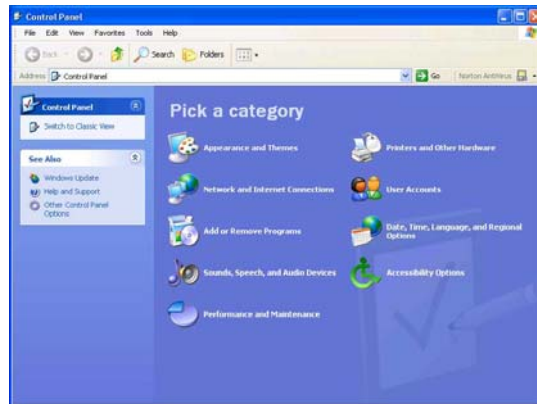 Control Panel
File Edit View Favorites Tools Help
Back Search Folders
Address Control Panel Go Norton AntiVirus
Control Panel
Switch to Classic View
See Also
Windows Update
Help and Support
Other Control Panel
Options
Pick a category
Appearance and Themes
Printers and Other Hardware
Network and Internet Connections
User Accounts
Add or Remove Programs
Date, Time, Language, and Regional
Options
Sounds, Speech, and Audio Devices
Accessibility Options
Performance and Maintenance